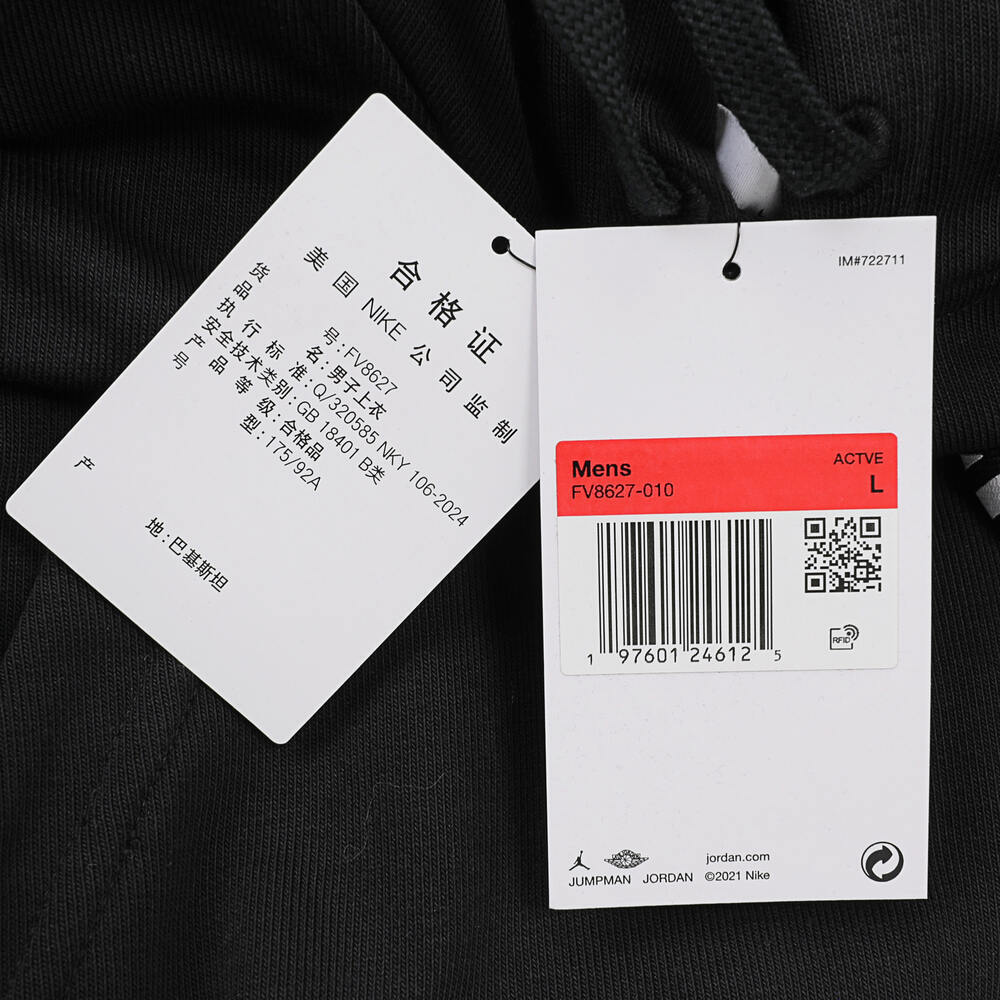 合格证
美国 NIKE 公司监制
货号:FV8627
品名:男子上衣
执行标准:Q/320585 NKY 106-2024
安全技术类别:GB 18401 B类
产品等级:合格品
号型:175/92A
产地:巴基斯坦
IM#722711
Mens
ACTVE
FV8627-010
L
1 97601 24612 5
RFID
JUMPMAN
JORDAN
jordan.com
©2021 Nike